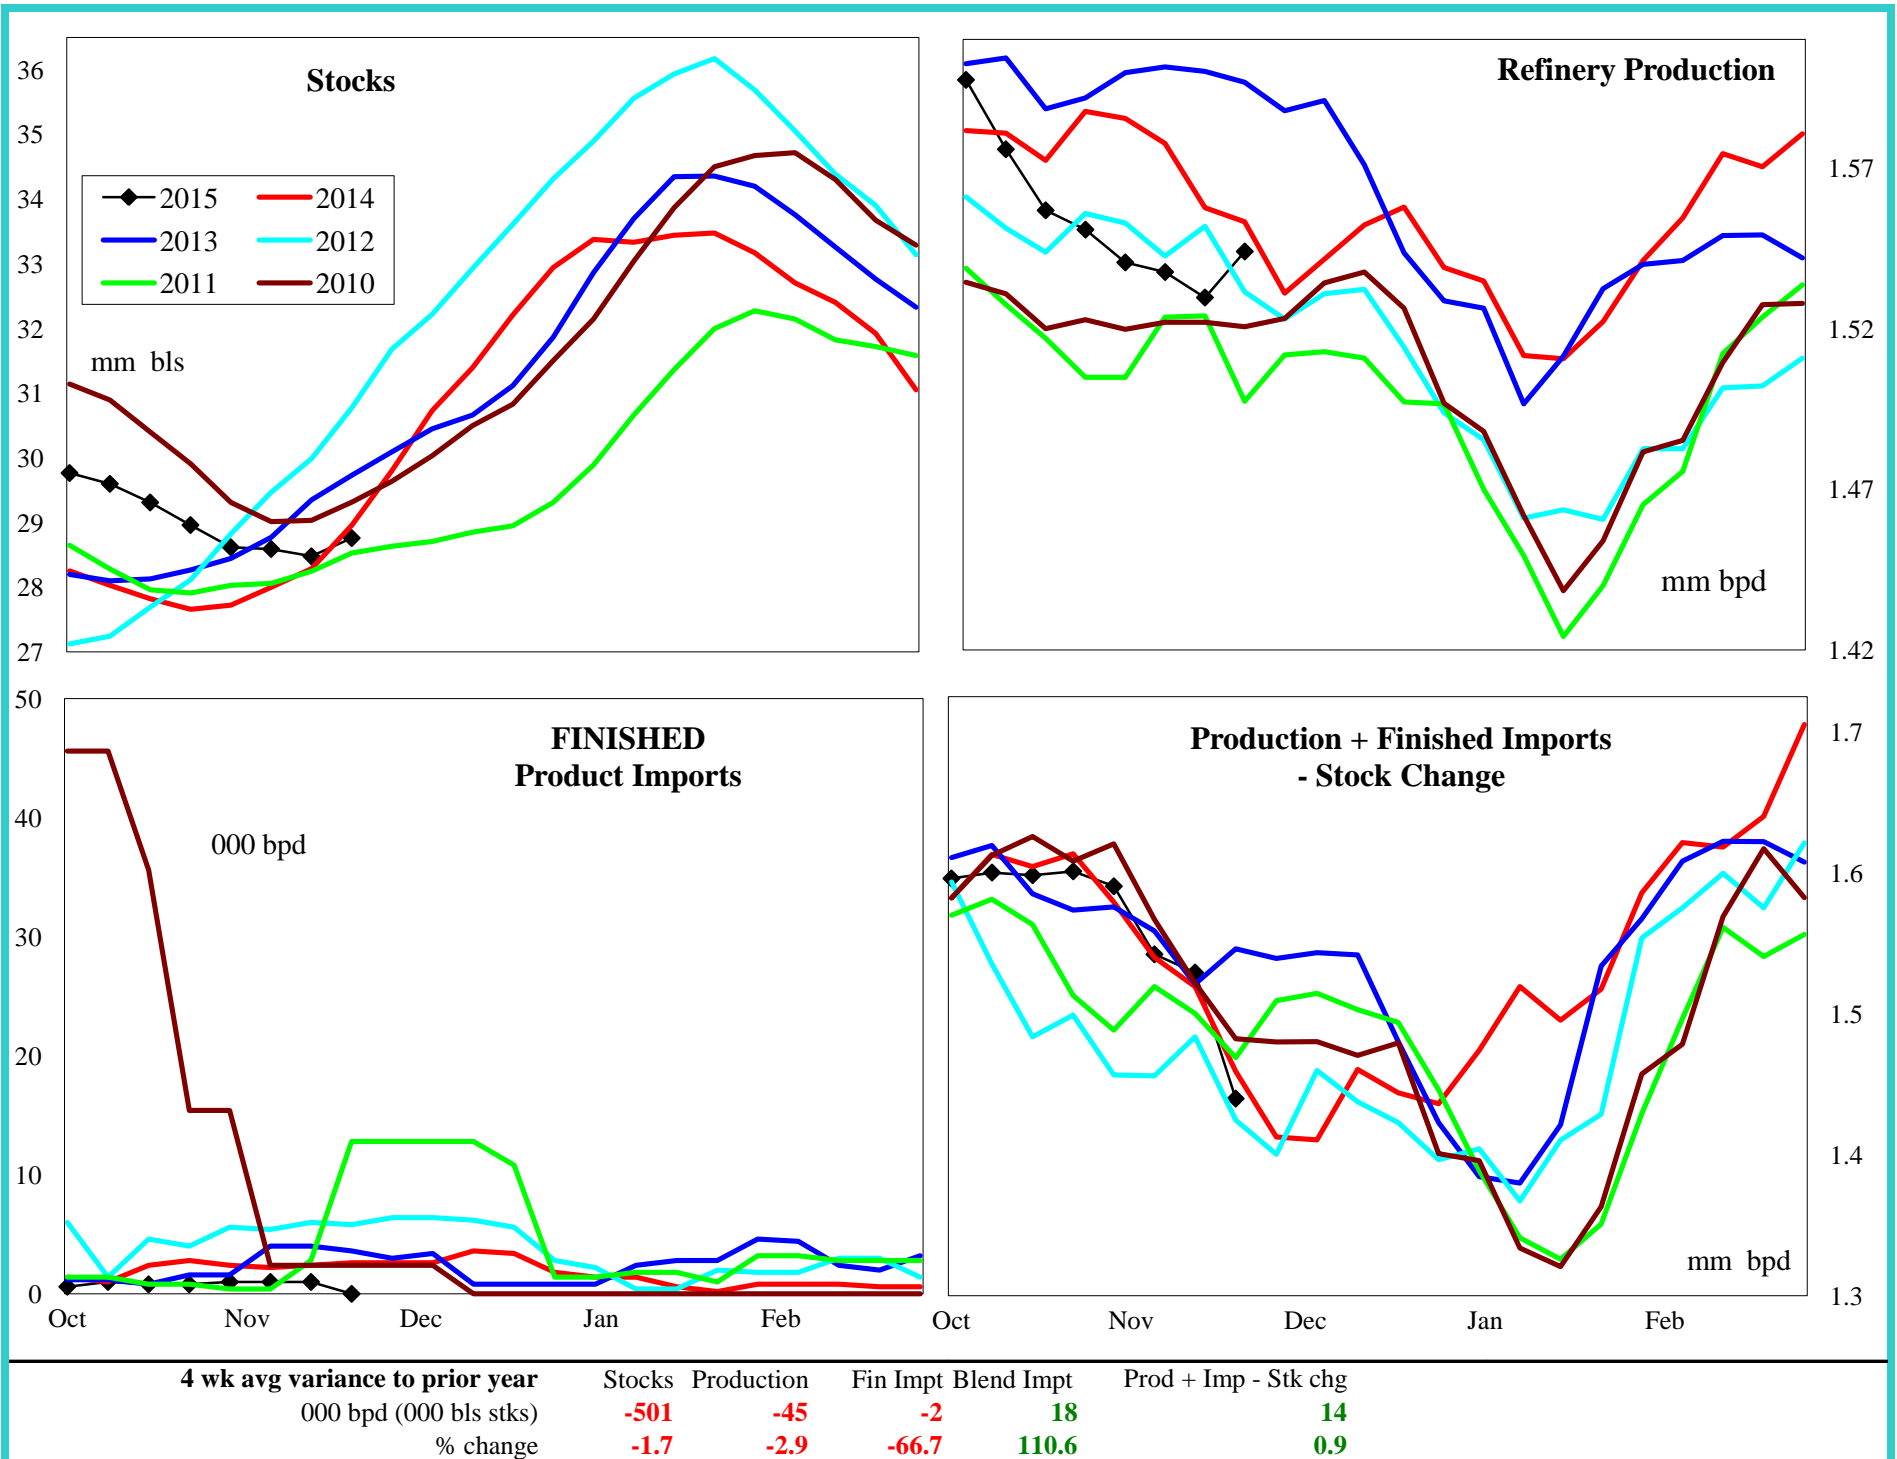 Stocks
36
35
34
33
32
31
30
29
28
27
2015
2014
2013
2012
2011
2010
mm bls
Refinery Production
1.57
1.52
1.47
1.42
mm bpd
FINISHED
Product Imports
000 bpd
50
40
30
20
10
0
Oct Nov Dec Jan Feb
Production + Finished Imports
- Stock Change
1.7
1.6
1.5
1.4
1.3
mm bpd
Oct Nov Dec Jan Feb
4 wk avg variance to prior year Stocks Production Fin Impt Blend Impt Prod + Imp - Stk chg
000 bpd (000 bls stks) -501 -45 -2 18 14
% change -1.7 -2.9 -66.7 110.6 0.9